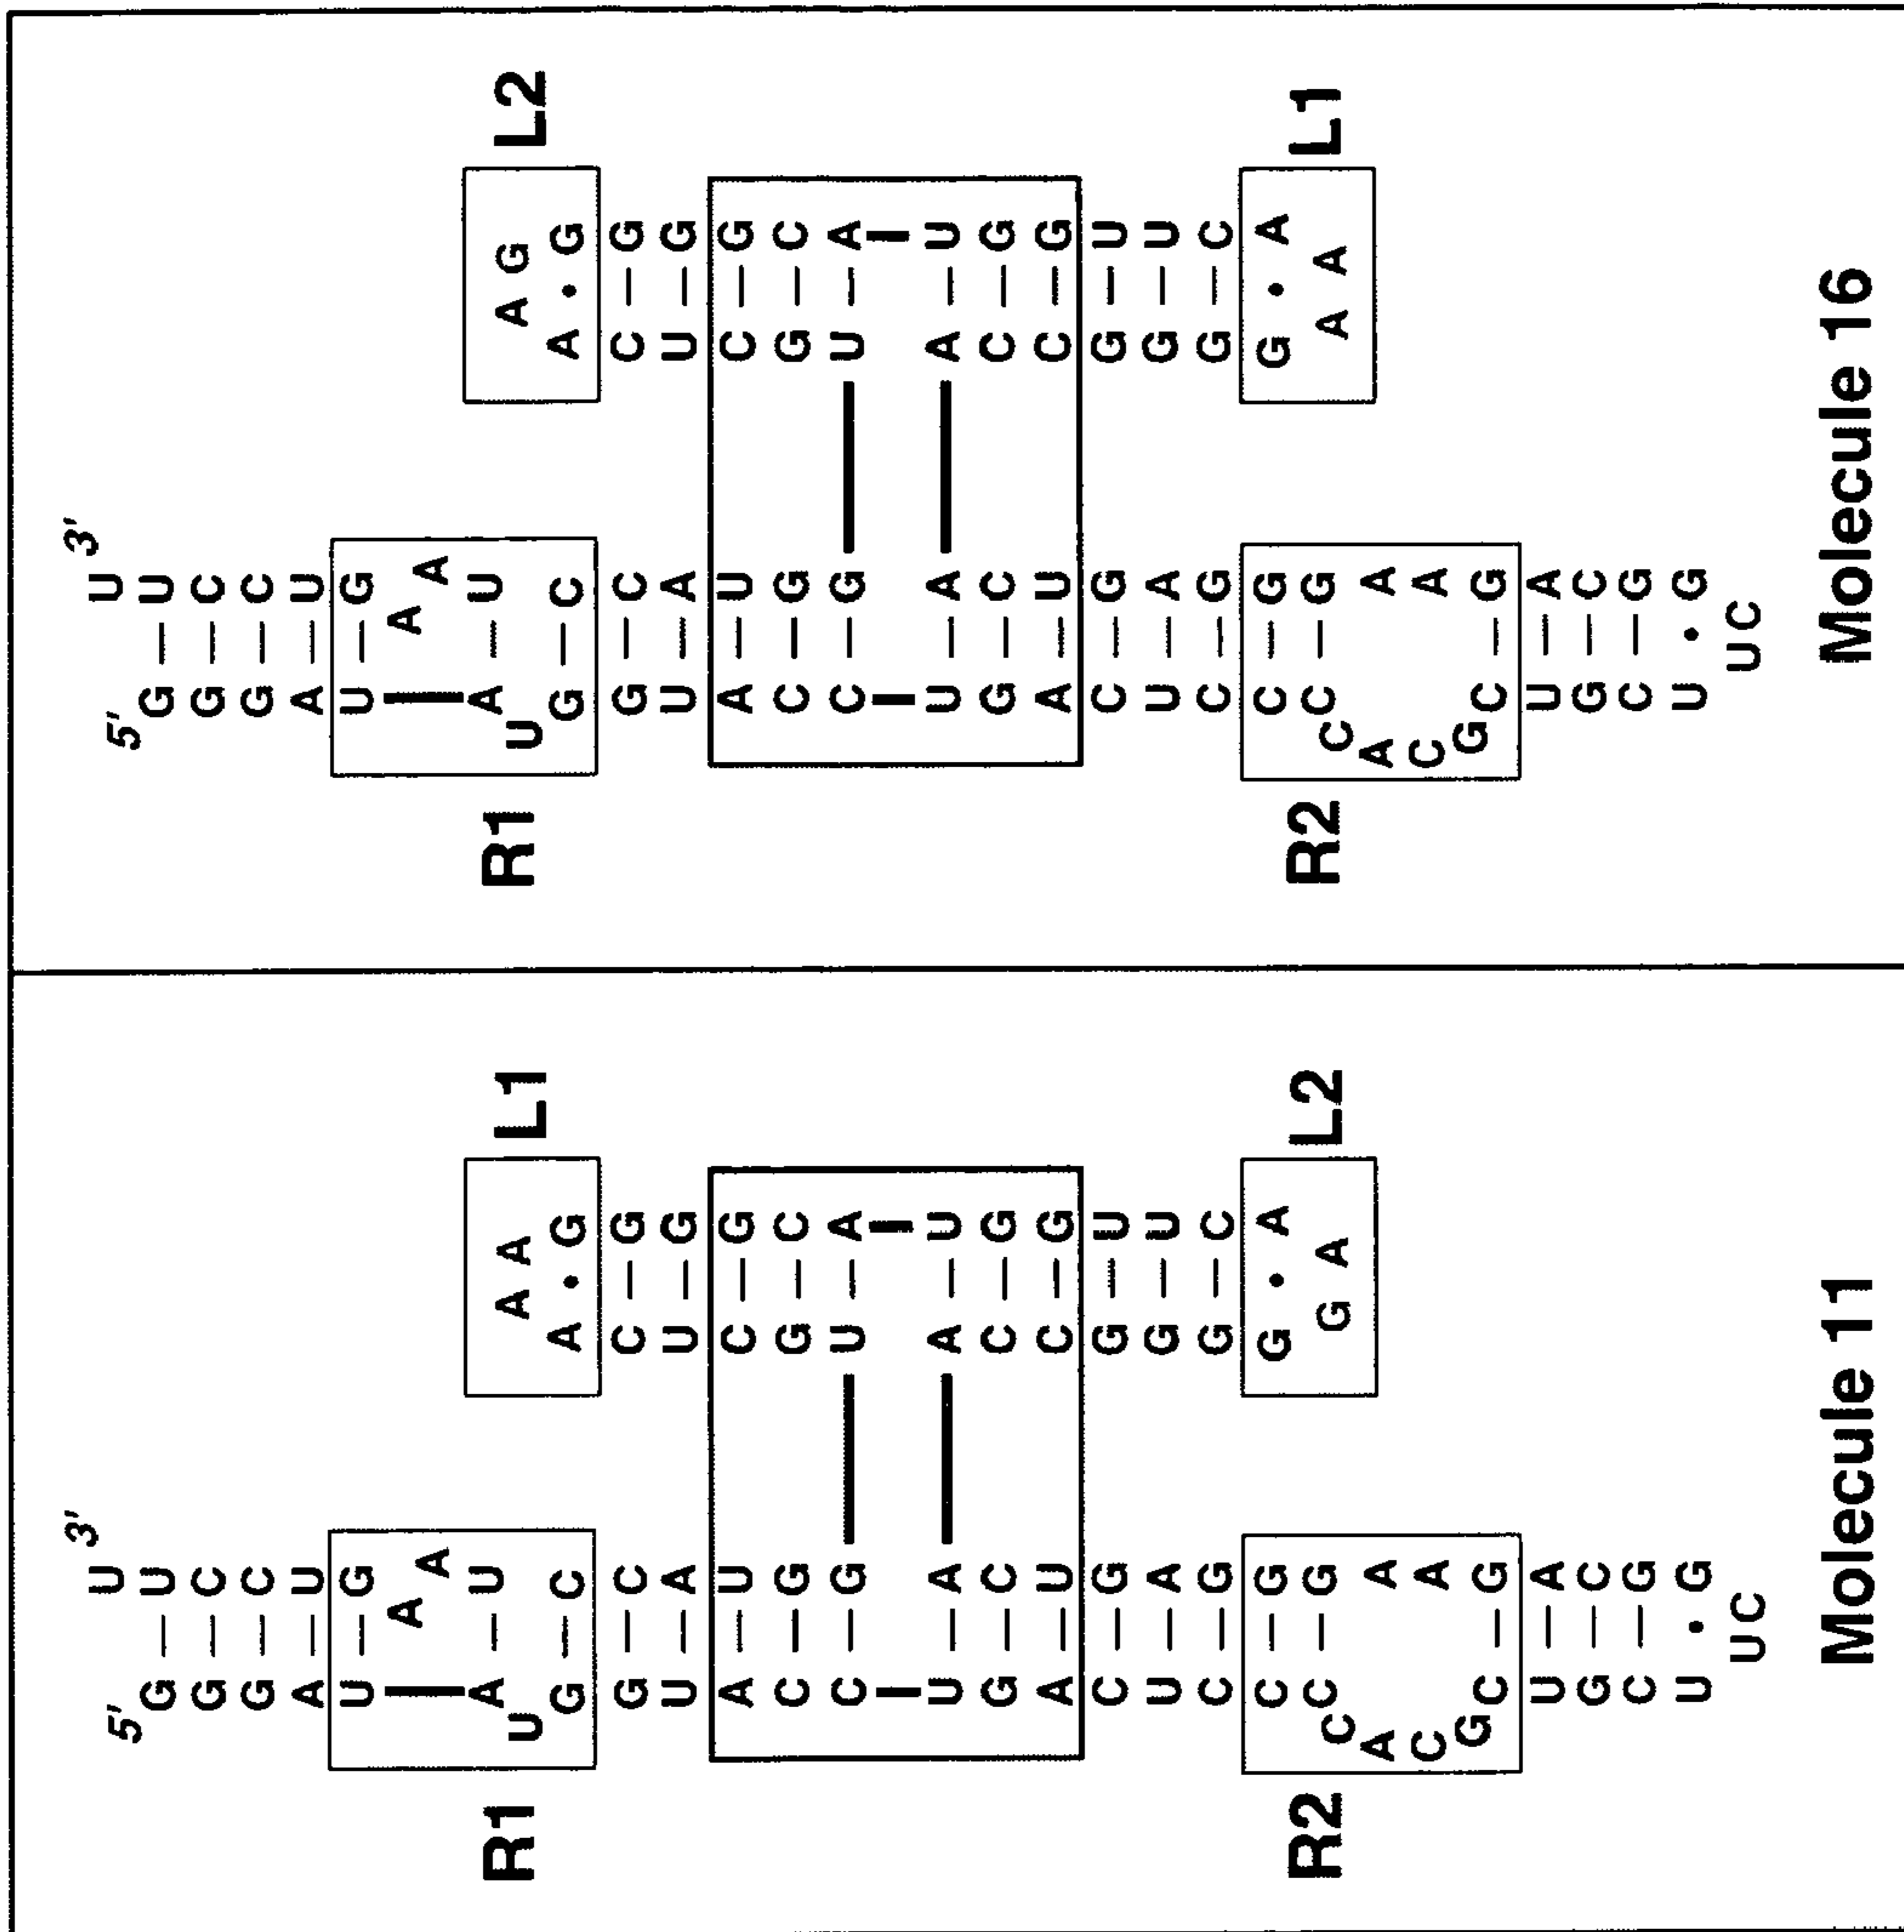 5' 3'
U
G — U
G — C
G — C
A — U
U — G
A A
R1
A — U
U
G — C
G — C
U — A
A — U
C — G
C — G
U — A
G — C
A — U
C — G
U — A
C — G
C — G
R2
C — G
C
A A
C A
G
C — G
U — A
G — C
C — G
U • G
U C
L1
A A
A • G
C — G
U — G
C — G
G — C
U — A
A — U
C — G
C — G
G — U
G — U
G — C
G • A
G A
L2
Molecule 11
5' 3'
U
G — U
G — C
G — C
A — U
U — G
A A
R1
A — U
U
G — C
G — C
U — A
A — U
C — G
C — G
U — A
G — C
A — U
C — G
U — A
C — G
C — G
R2
C — G
C
A A
C A
G
C — G
U — A
G — C
C — G
U • G
U C
L2
A G
A • G
C — G
U — G
C — G
G — C
U — A
A — U
C — G
C — G
G — U
G — U
G — C
G • A
A A
L1
Molecule 16